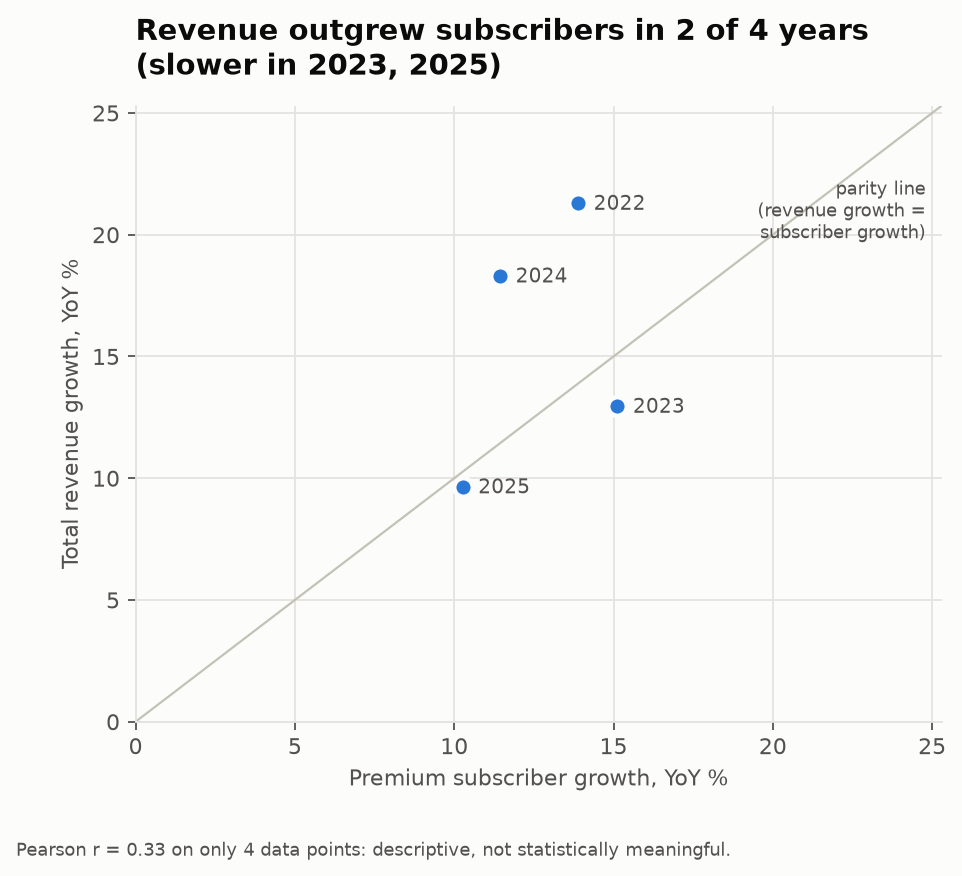 Revenue outgrew subscribers in 2 of 4 years
(slower in 2023, 2025)
25
20
15
10
5
0
Total revenue growth, YoY %
2022
2024
2023
2025
parity line
(revenue growth =
subscriber growth)
0 5 10 15 20 25
Premium subscriber growth, YoY %
Pearson r = 0.33 on only 4 data points: descriptive, not statistically meaningful.